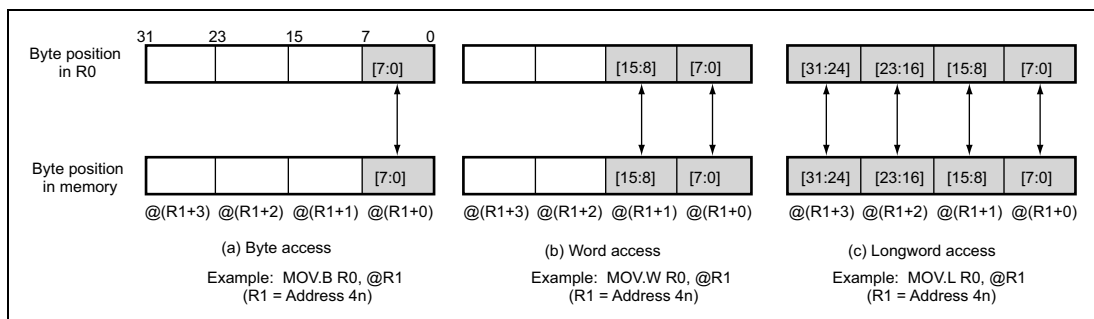 31 23 15 7 0
Byte position in R0
[7:0]
[15:8] [7:0]
[31:24] [23:16] [15:8] [7:0]
Byte position in memory
[7:0]
[15:8] [7:0]
[31:24] [23:16] [15:8] [7:0]
@(R1+3) @(R1+2) @(R1+1) @(R1+0)
@(R1+3) @(R1+2) @(R1+1) @(R1+0)
@(R1+3) @(R1+2) @(R1+1) @(R1+0)
(a) Byte access
Example: MOV.B R0, @R1
(R1 = Address 4n)
(b) Word access
Example: MOV.W R0, @R1
(R1 = Address 4n)
(c) Longword access
Example: MOV.L R0, @R1
(R1 = Address 4n)